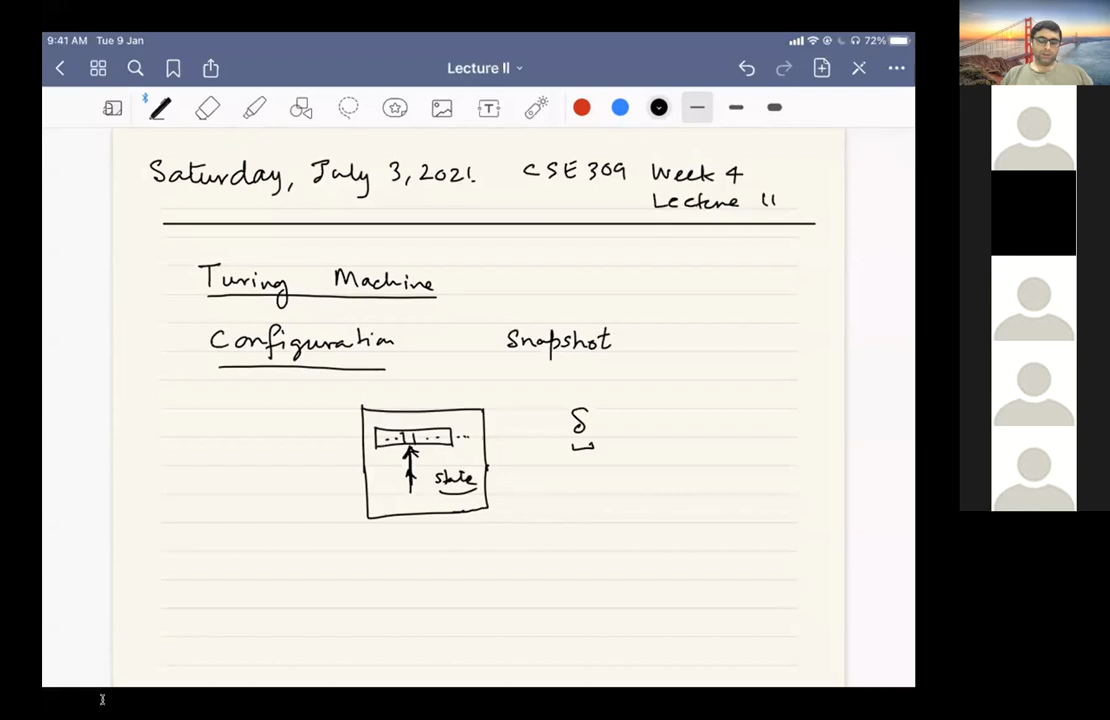 9:41 AM Tue 9 Jan 72%
Lecture II
T
Saturday, July 3, 2021. CSE 309 Week 4
Lecture 11
Turing Machine
Configuration Snapshot
δ
state